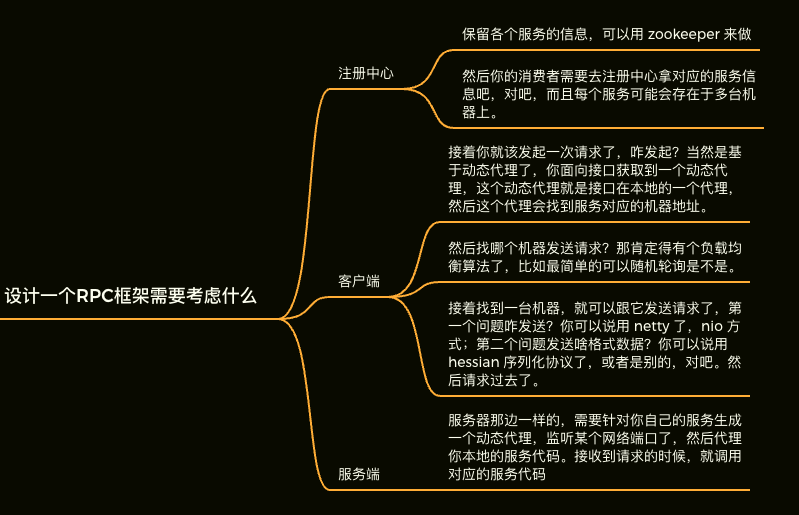 设计一个RPC框架需要考虑什么
注册中心
保留各个服务的信息，可以用 zookeeper 来做
然后你的消费者需要去注册中心拿对应的服务信
息吧，对吧，而且每个服务可能会存在于多台机
器上。
客户端
接着你就该发起一次请求了，咋发起？当然是基
于动态代理了，你面向接口获取到一个动态代
理，这个动态代理就是接口在本地的一个代理，
然后这个代理会找到服务对应的机器地址。
然后找哪个机器发送请求？那肯定得有个负载均
衡算法了，比如最简单的可以随机轮询是不是。
接着找到一台机器，就可以跟它发送请求了，第
一个问题咋发送？你可以说用 netty 了，nio 方
式；第二个问题发送啥格式数据？你可以说用
hessian 序列化协议了，或者是别的，对吧。然
后请求过去了。
服务端
服务器那边一样的，需要针对你自己的服务生成
一个动态代理，监听某个网络端口了，然后代理
你本地的服务代码。接收到请求的时候，就调用
对应的服务代码